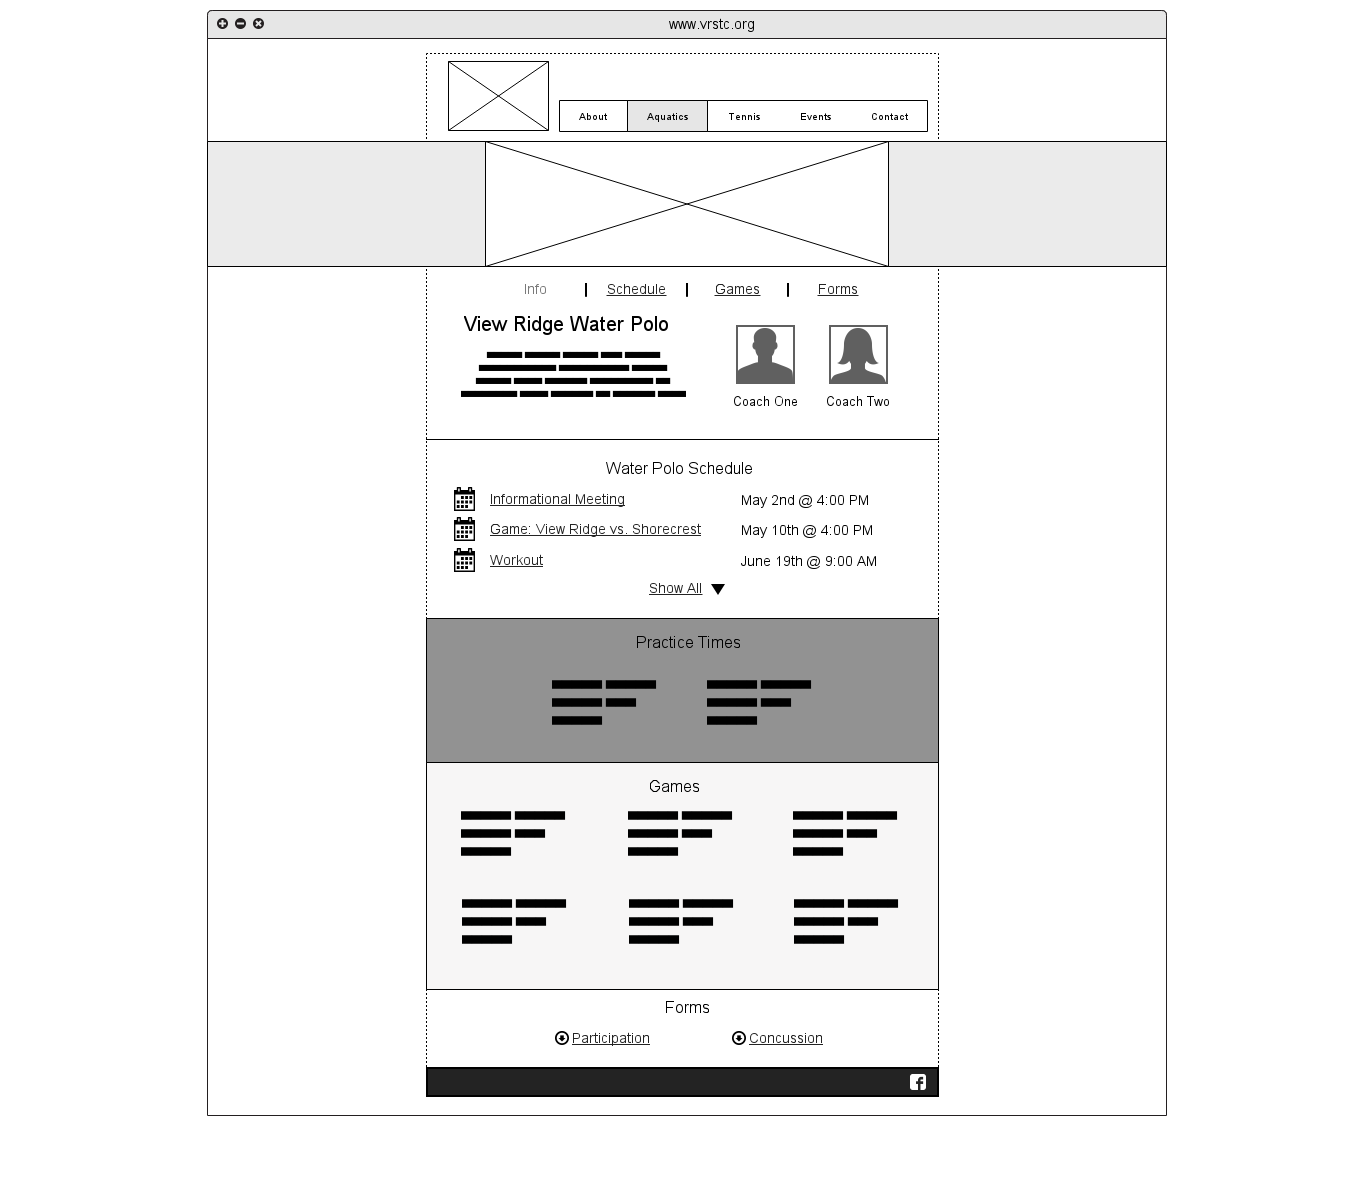 www.vrstc.org
About Aquatics Tennis Events Contact
Info Schedule Games Forms
View Ridge Water Polo
Coach One Coach Two
Water Polo Schedule
Informational Meeting May 2nd @ 4:00 PM
Game: View Ridge vs. Shorecrest May 10th @ 4:00 PM
Workout June 19th @ 9:00 AM
Show All
Practice Times
Games
Forms
Participation Concussion